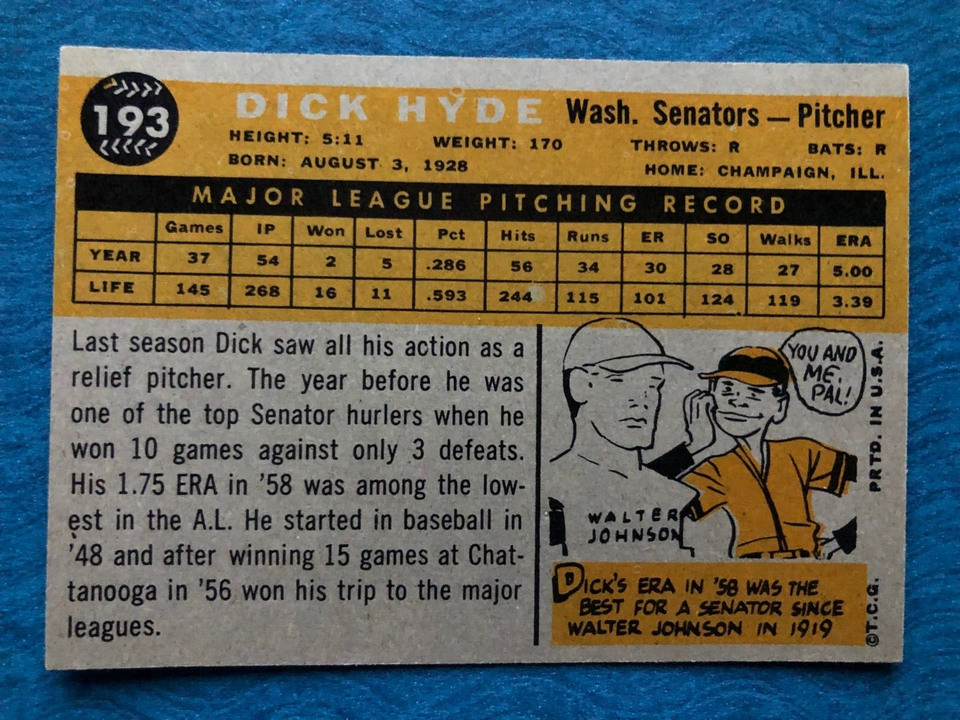 193
DICK HYDE Wash. Senators — Pitcher
HEIGHT: 5:11 WEIGHT: 170 THROWS: R BATS: R
BORN: AUGUST 3, 1928 HOME: CHAMPAIGN, ILL.
MAJOR LEAGUE PITCHING RECORD
Games IP Won Lost Pct Hits Runs ER SO Walks ERA
YEAR 37 54 2 5 .286 56 34 30 28 27 5.00
LIFE 145 268 16 11 .593 244 115 101 124 119 3.39
Last season Dick saw all his action as a
relief pitcher. The year before he was
one of the top Senator hurlers when he
won 10 games against only 3 defeats.
His 1.75 ERA in '58 was among the low-
est in the A.L. He started in baseball in
'48 and after winning 15 games at Chat-
tanooga in '56 won his trip to the major
leagues.
YOU AND
ME,
PAL!
WALTER
JOHNSON
DICK'S ERA IN '58 WAS THE
BEST FOR A SENATOR SINCE
WALTER JOHNSON IN 1919
©T.C.G. PRTD. IN U.S.A.